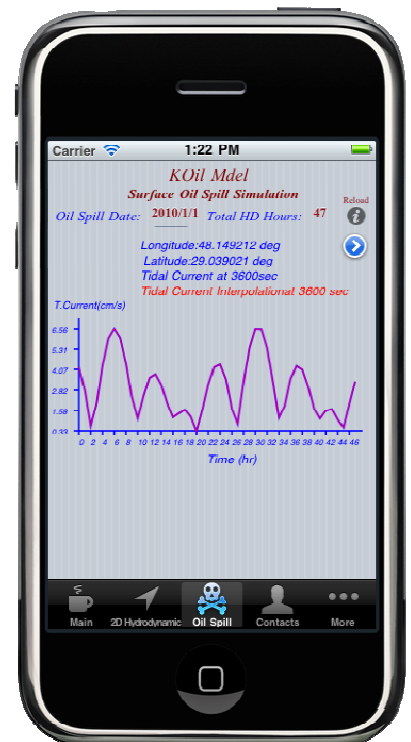 Carrier 1:22 PM
KOil Mdel
Surface Oil Spill Simulation
Reload
Oil Spill Date: 2010/1/1 Total HD Hours: 47
Longitude:48.149212 deg
Latitude:29.039021 deg
Tidal Current at 3600sec
Tidal Current Interpolationat 3600 sec
T.Current(cm/s)
6.56
5.31
4.07
2.82
1.58
0.33
0 2 4 6 8 10 12 14 16 18 20 22 24 26 28 30 32 34 36 38 40 42 44 46
Time (hr)
Main 2D Hydrodynamic Oil Spill Contacts More